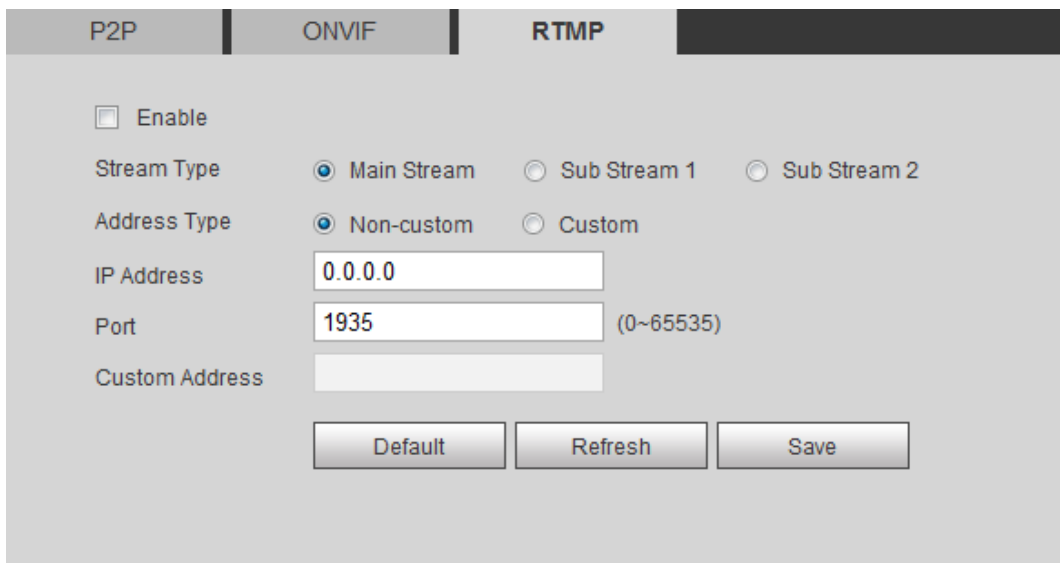 P2P ONVIF RTMP
Enable
Stream Type Main Stream Sub Stream 1 Sub Stream 2
Address Type Non-custom Custom
IP Address 0.0.0.0
Port 1935 (0~65535)
Custom Address
Default Refresh Save